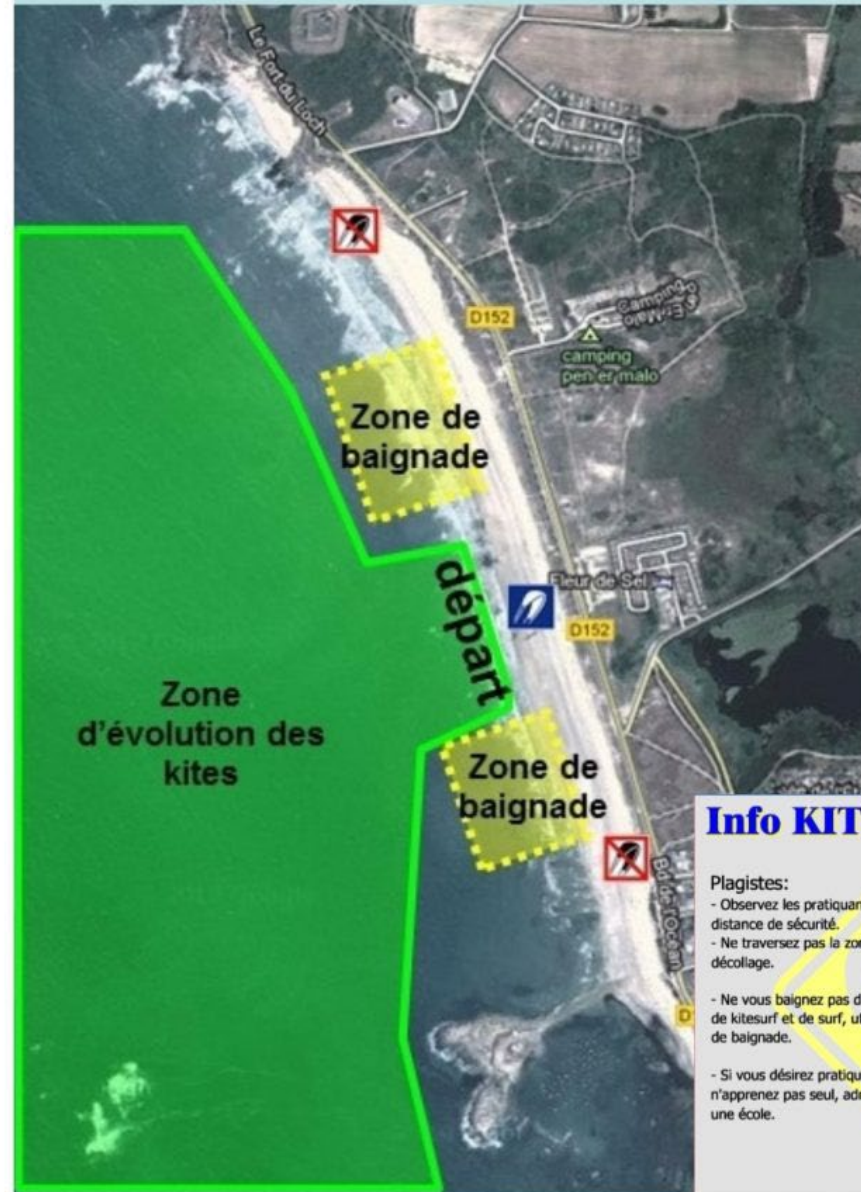 Le Fort du Loch
D152
Camping
P
Er Malo
camping
pen er malo
Zone de
baignade
départ
Fleur de Sel
D152
Zone
d'évolution des
kites
Zone de
baignade
Bd de l'Océan
Info KIT
Plagistes:
- Observez les pratiquan
distance de sécurité.
- Ne traversez pas la zon
décollage.
- Ne vous baignez pas d
de kitesurf et de surf, ut
de baignade.
- Si vous désirez pratiqu
n'apprenez pas seul, ad
une école.